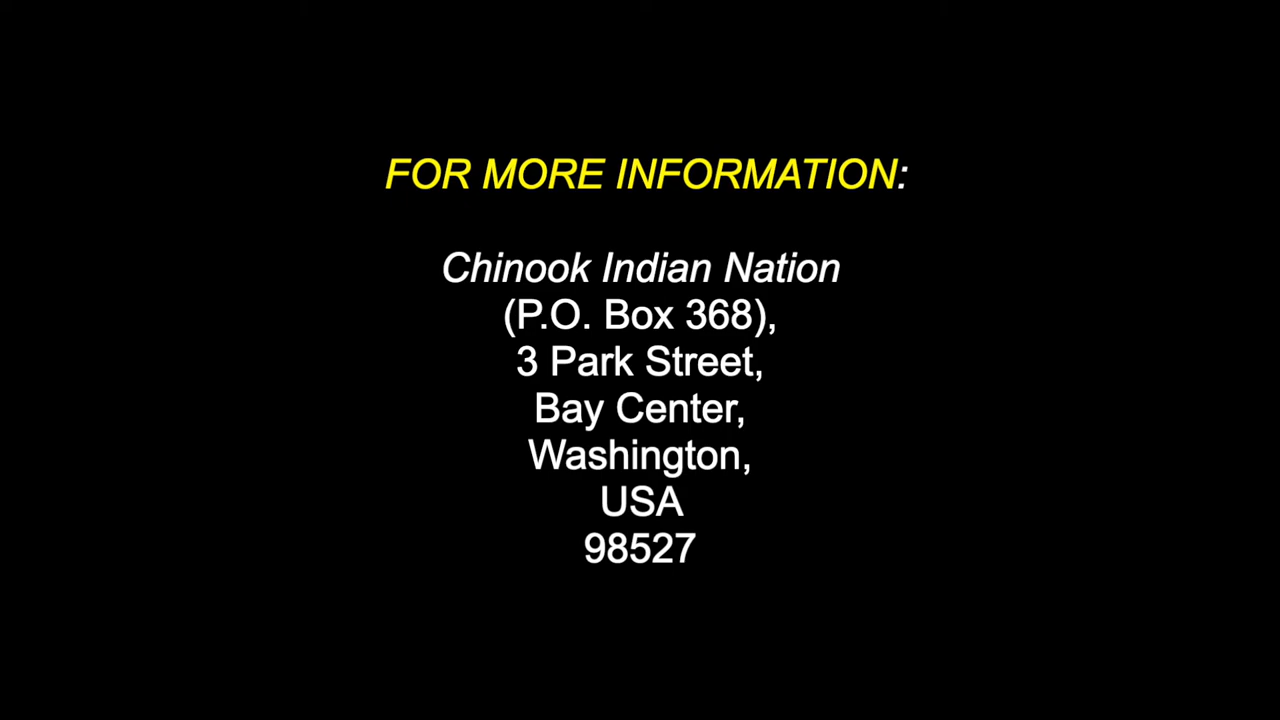 FOR MORE INFORMATION:
Chinook Indian Nation
(P.O. Box 368),
3 Park Street,
Bay Center,
Washington,
USA
98527